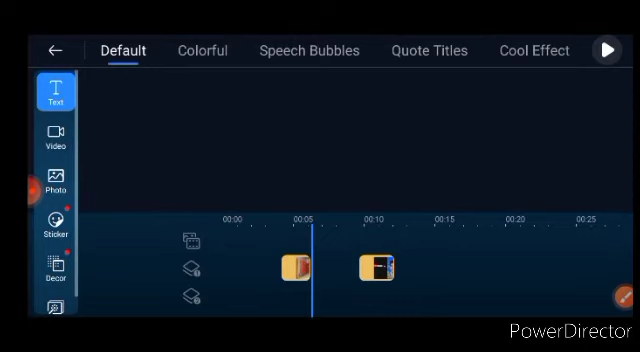 Default Colorful Speech Bubbles Quote Titles Cool Effect
Text
Video
Photo
Sticker
Decor
00:00 00:05 00:10 00:15 00:20 00:25
PowerDirector